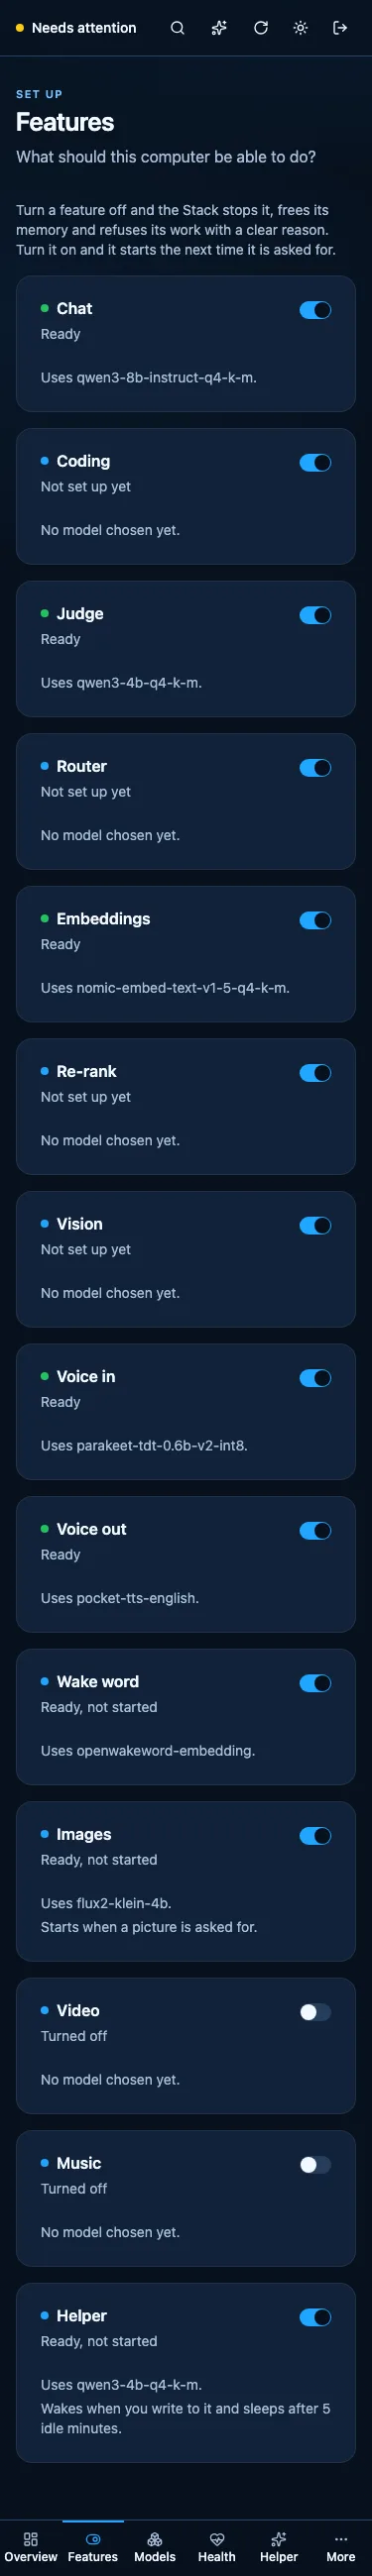 Needs attention
SET UP
Features
What should this computer be able to do?
Turn a feature off and the Stack stops it, frees its
memory and refuses its work with a clear reason.
Turn it on and it starts the next time it is asked for.
Chat
Ready
Uses qwen3-8b-instruct-q4-k-m.
Coding
Not set up yet
No model chosen yet.
Judge
Ready
Uses qwen3-4b-q4-k-m.
Router
Not set up yet
No model chosen yet.
Embeddings
Ready
Uses nomic-embed-text-v1-5-q4-k-m.
Re-rank
Not set up yet
No model chosen yet.
Vision
Not set up yet
No model chosen yet.
Voice in
Ready
Uses parakeet-tdt-0.6b-v2-int8.
Voice out
Ready
Uses pocket-tts-english.
Wake word
Ready, not started
Uses openwakeword-embedding.
Images
Ready, not started
Uses flux2-klein-4b.
Starts when a picture is asked for.
Video
Turned off
No model chosen yet.
Music
Turned off
No model chosen yet.
Helper
Ready, not started
Uses qwen3-4b-q4-k-m.
Wakes when you write to it and sleeps after 5
idle minutes.
Overview Features Models Health Helper More